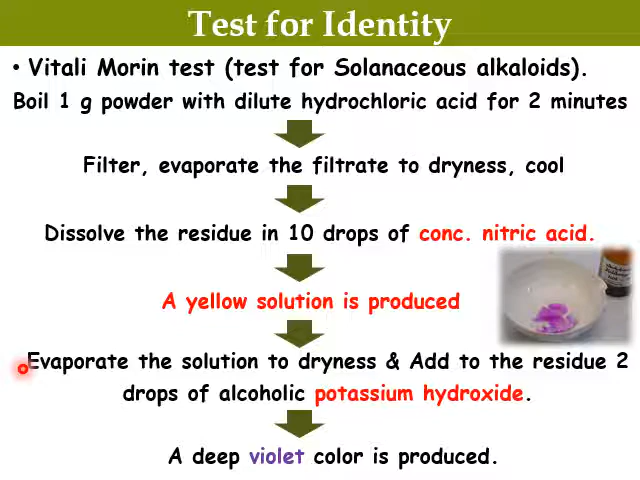 Test for Identity
• Vitali Morin test (test for Solanaceous alkaloids).
Boil 1 g powder with dilute hydrochloric acid for 2 minutes
Filter, evaporate the filtrate to dryness, cool
Dissolve the residue in 10 drops of conc. nitric acid.
A yellow solution is produced
Evaporate the solution to dryness & Add to the residue 2
drops of alcoholic potassium hydroxide.
A deep violet color is produced.